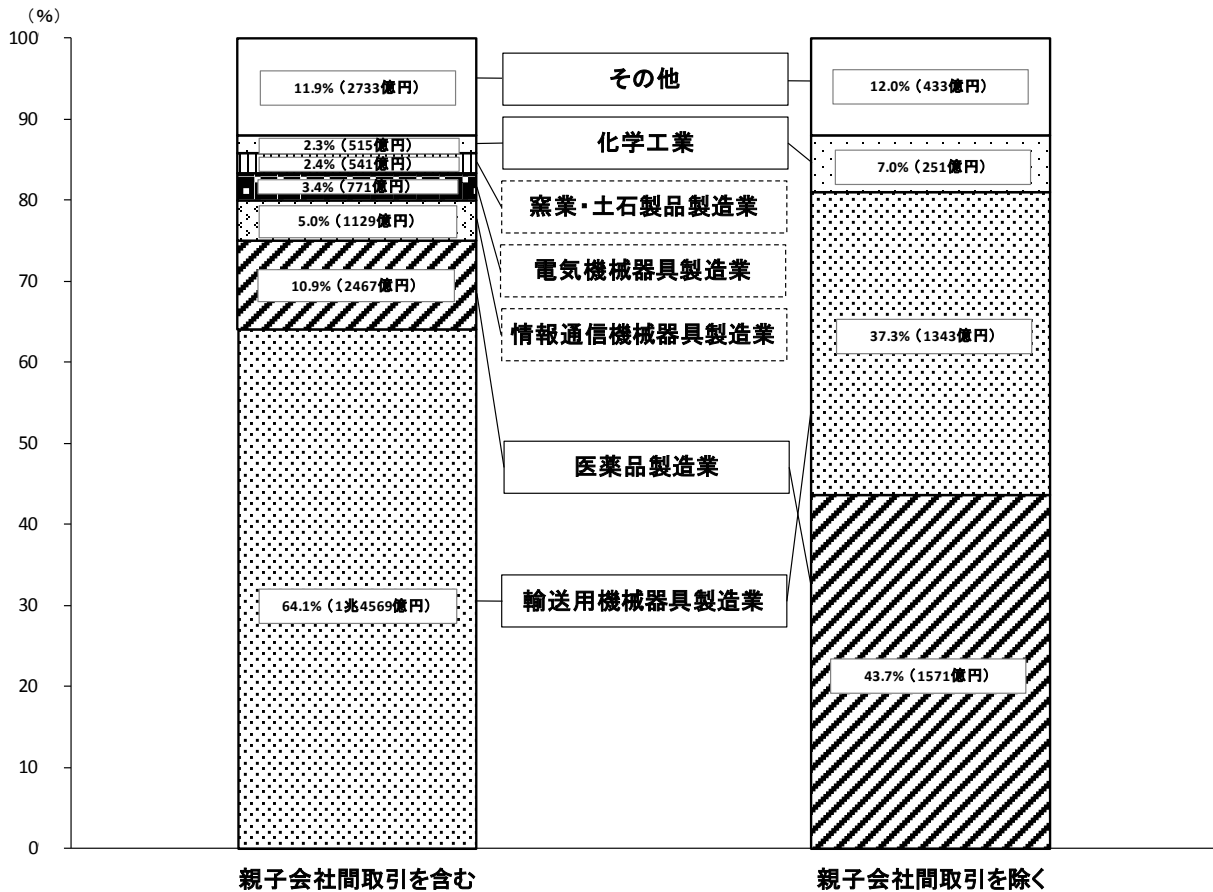 （%）
100
90
80
70
60
50
40
30
20
10
0
11.9%（2733億円）
2.3%（515億円）
2.4%（541億円）
3.4%（771億円）
5.0%（1129億円）
10.9%（2467億円）
64.1%（1兆4569億円）
その他
化学工業
窯業・土石製品製造業
電気機械器具製造業
情報通信機械器具製造業
医薬品製造業
輸送用機械器具製造業
12.0%（433億円）
7.0%（251億円）
37.3%（1343億円）
43.7%（1571億円）
親子会社間取引を含む
親子会社間取引を除く